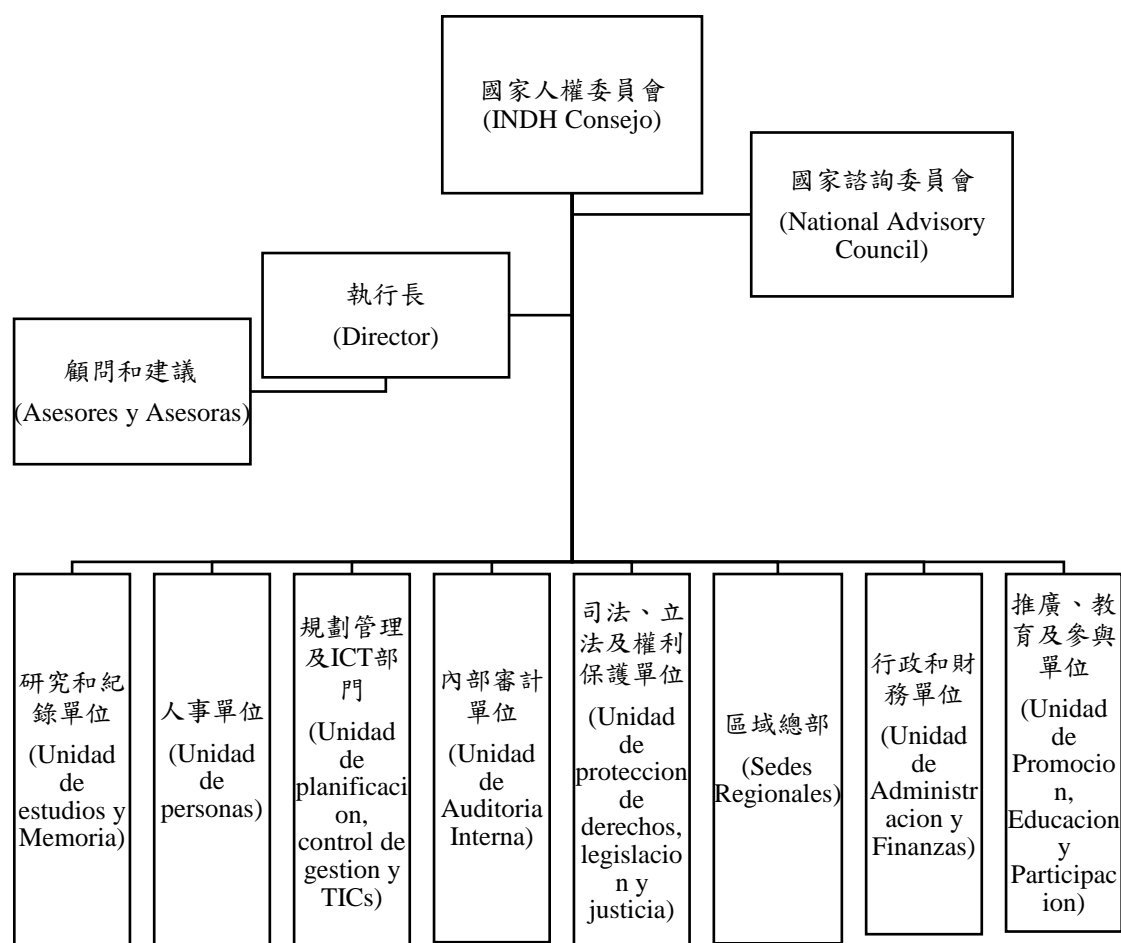 國家人權委員會
(INDH Consejo)
國家諮詢委員會
(National Advisory
Council)
執行長
(Director)
顧問和建議
(Asesores y Asesoras)
研究和紀
錄單位
(Unidad
de
estudios y
Memoria)
人事單位
(Unidad
de
personas)
規劃管理
及ICT部
門
(Unidad
de
planificaci
on,
control de
gestion y
TICs)
內部審計
單位
(Unidad
de
Auditoria
Interna)
司法、立
法及權利
保護單位
(Unidad
de
proteccion
de
derechos,
legislacio
n y
justicia)
區域總部
(Sedes
Regionales)
行政和財
務單位
(Unidad
de
Administr
acion y
Finanzas)
推廣、教
育及參與
單位
(Unidad
de
Promocio
n,
Educacion
y
Participac
ion)